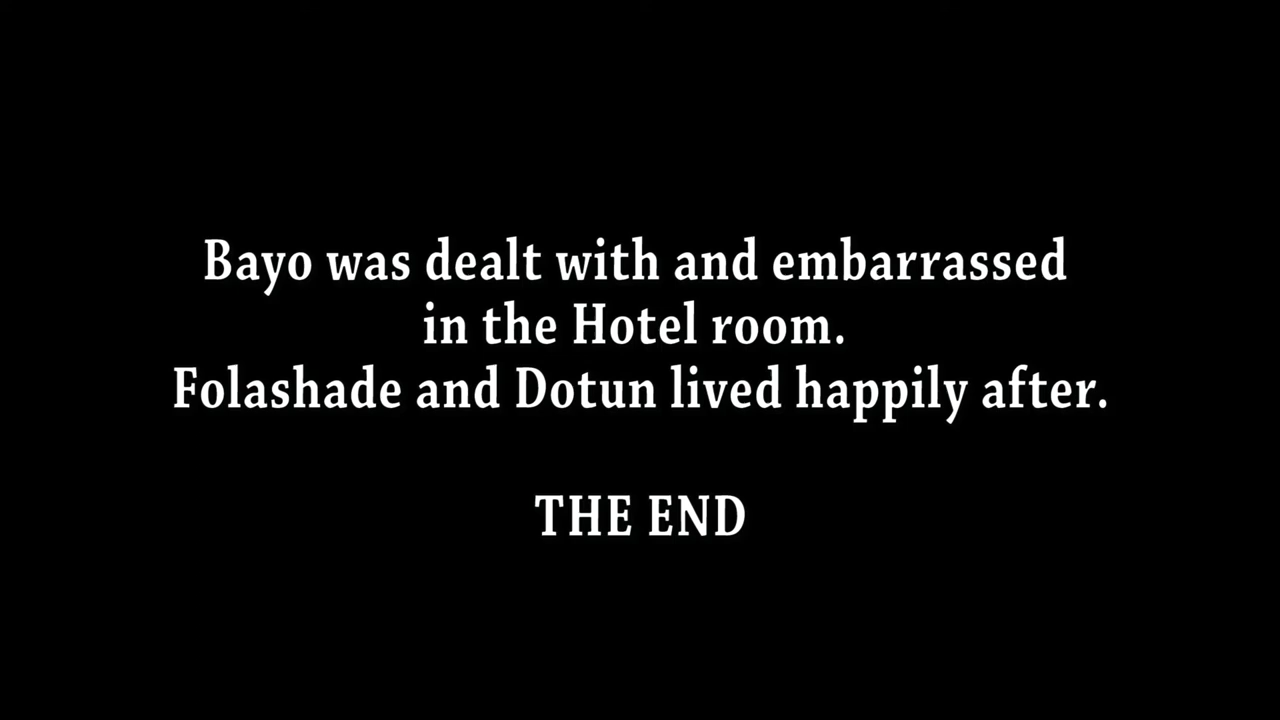 Bayo was dealt with and embarrassed
in the Hotel room.
Folashade and Dotun lived happily after.
THE END